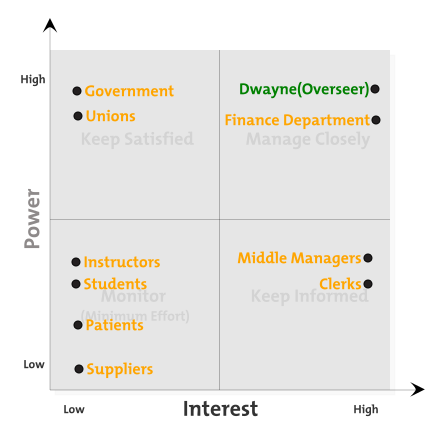 High
Government
Dwayne(Overseer)
Unions
Finance Department
Keep Satisfied
Manage Closely
Power
Instructors
Middle Managers
Students
Clerks
Monitor
Keep Informed
(Minimum Effort)
Patients
Low
Suppliers
Low
Interest
High